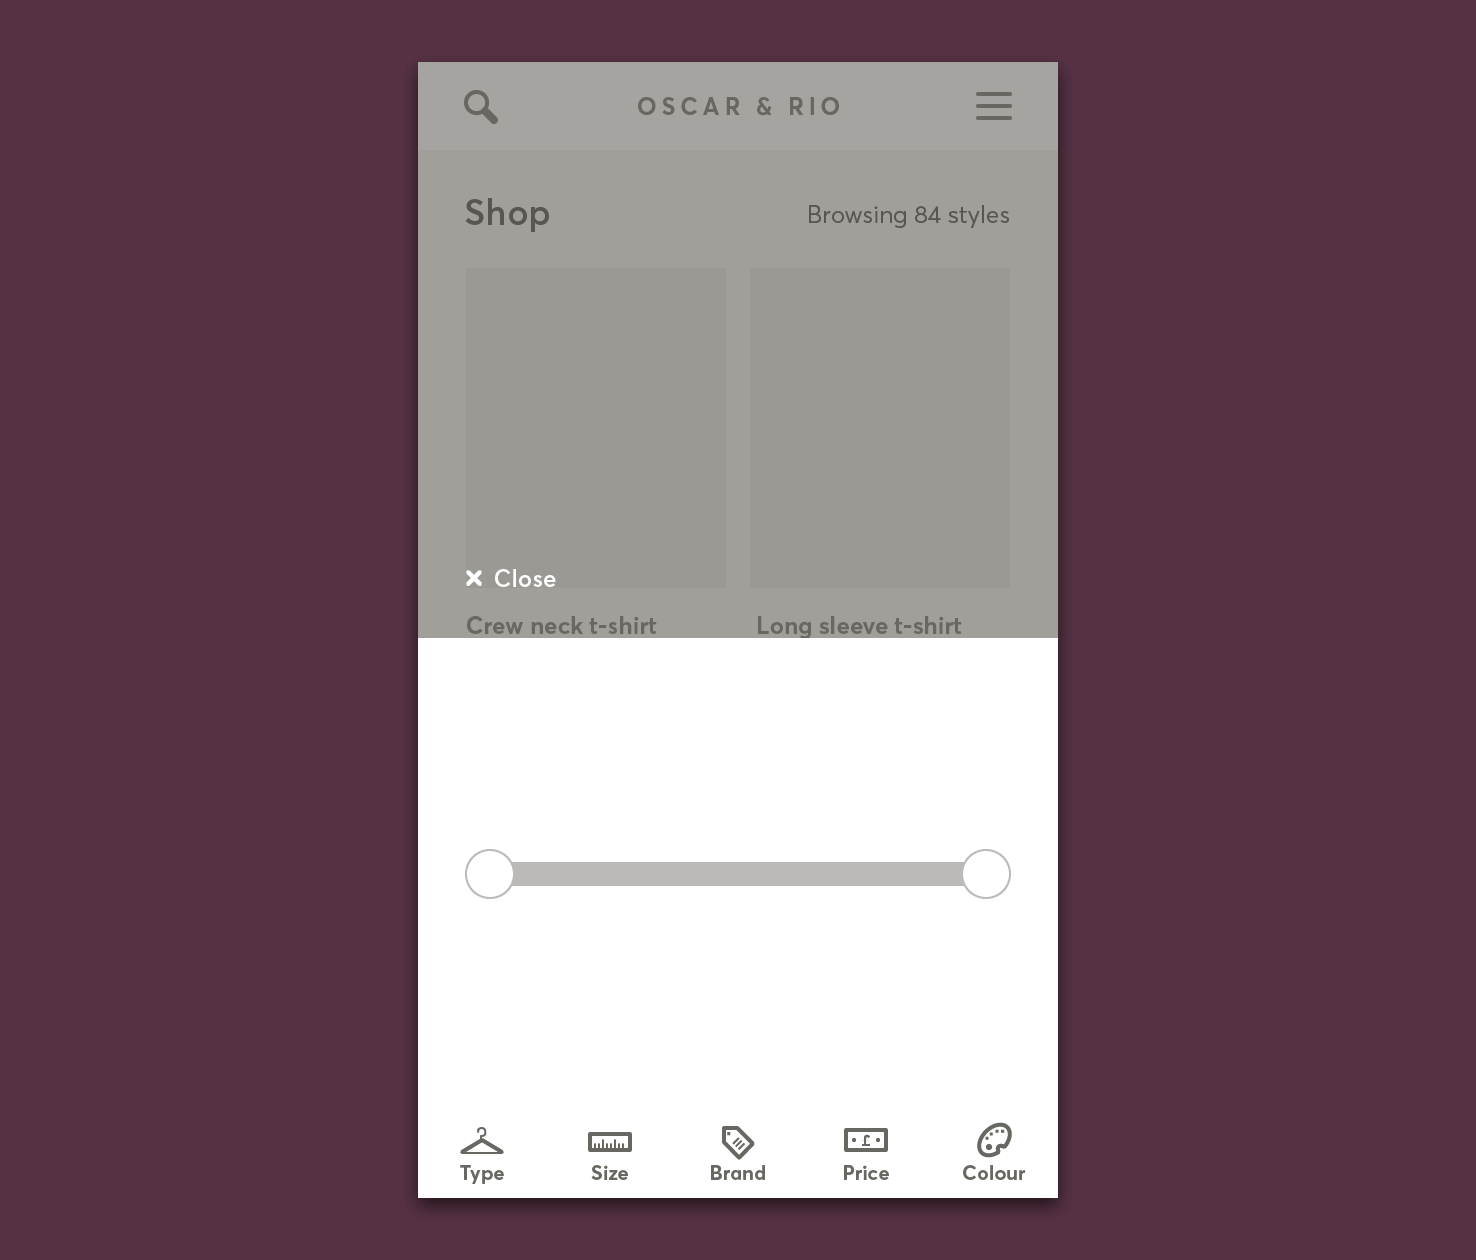 OSCAR & RIO
Shop
Browsing 84 styles
Close
Crew neck t-shirt
Long sleeve t-shirt
£
Type
Size
Brand
Price
Colour